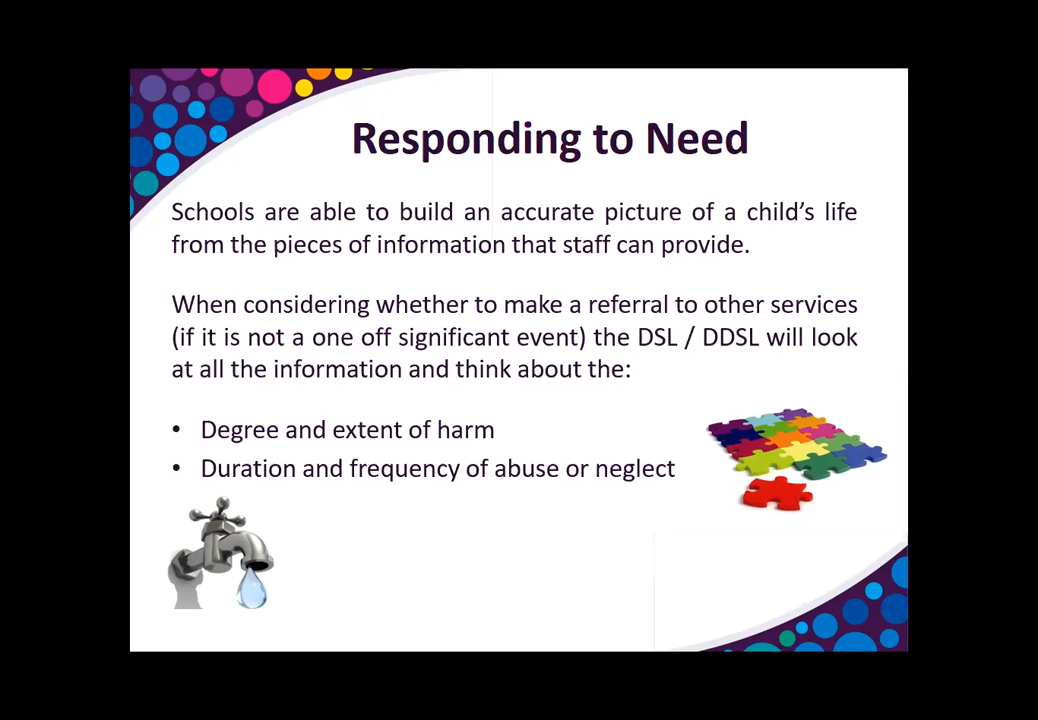 Responding to Need
Schools are able to build an accurate picture of a child’s life
from the pieces of information that staff can provide.
When considering whether to make a referral to other services
(if it is not a one off significant event) the DSL / DDSL will look
at all the information and think about the:
• Degree and extent of harm
• Duration and frequency of abuse or neglect